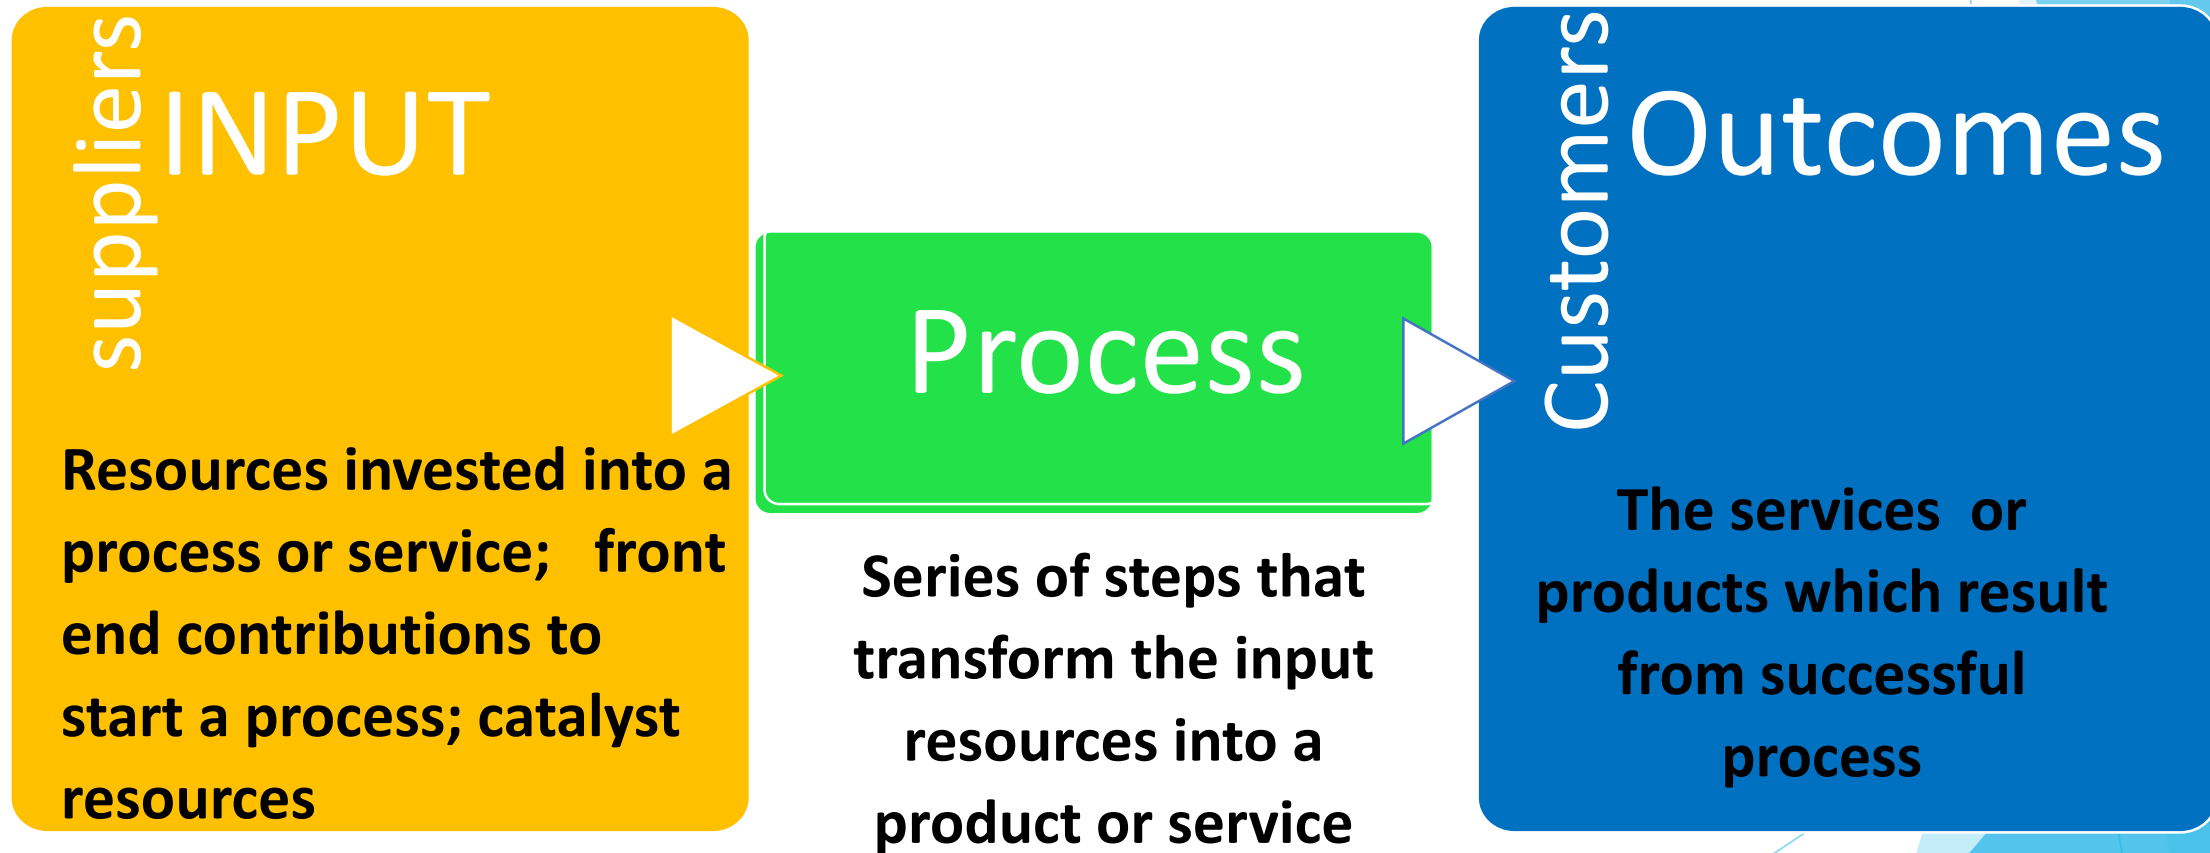 suppliers
INPUT
Resources invested into a
process or service;   front
end contributions to
start a process; catalyst
resources
Process
Series of steps that
transform the input
resources into a
product or service
Customers
Outcomes
The services  or
products which result
from successful
process